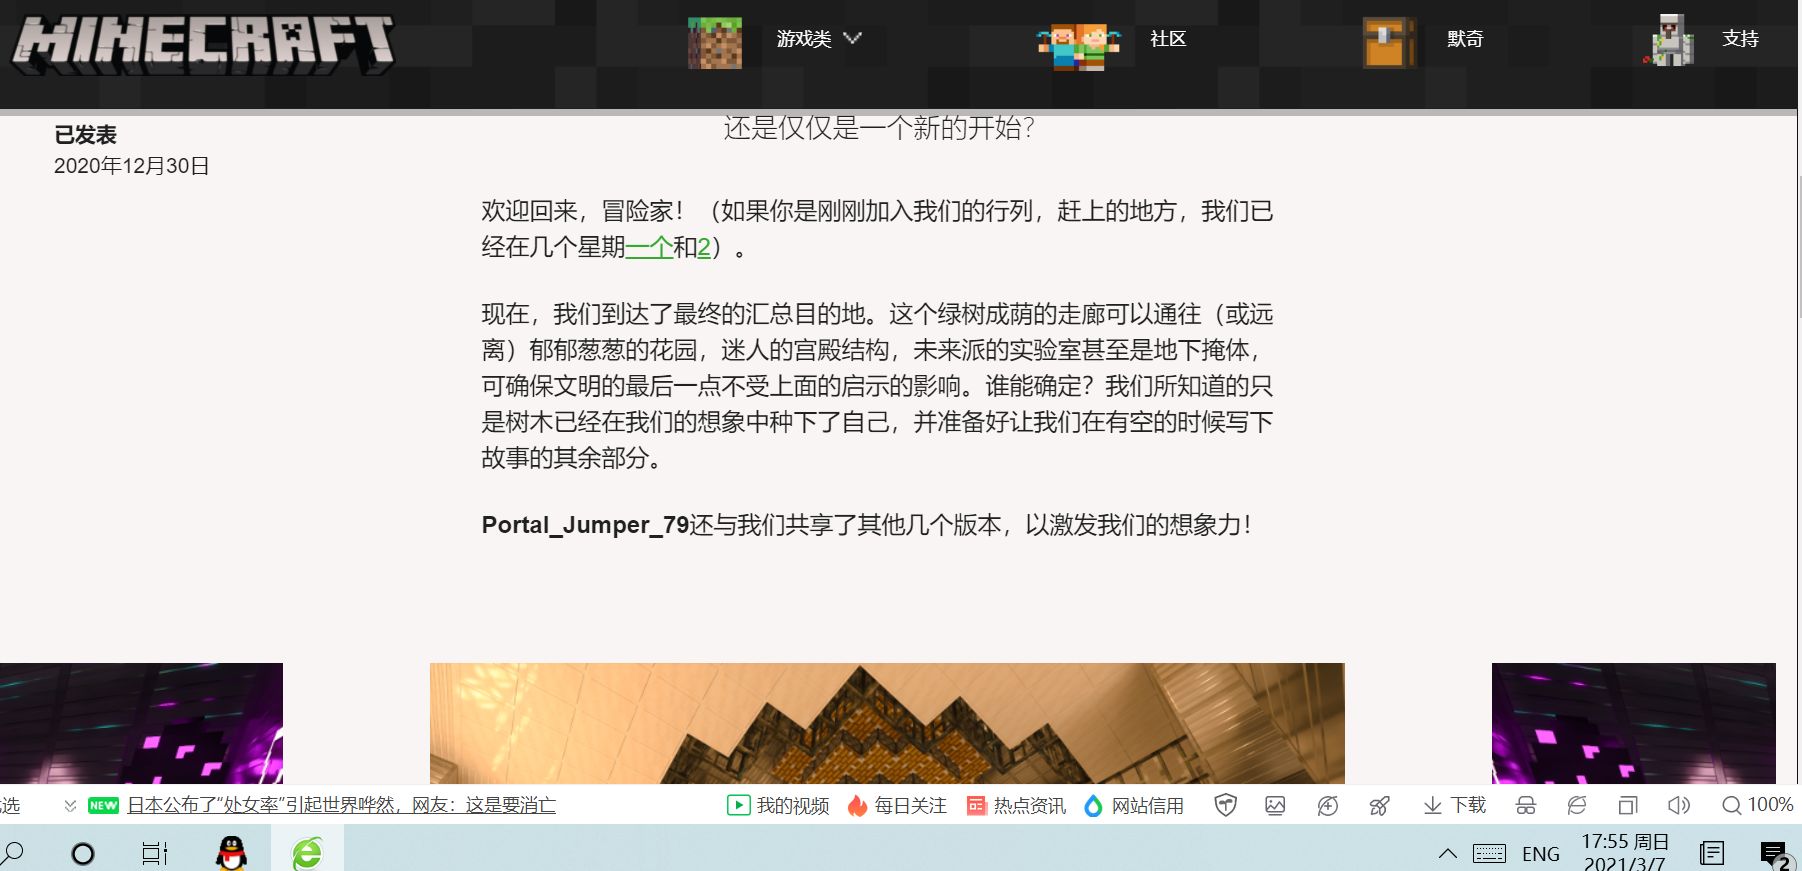 MINECRAFT
游戏类
社区
默奇
支持
已发表
2020年12月30日
还是仅仅是一个新的开始？
欢迎回来，冒险家！（如果你是刚刚加入我们的行列，赶上的地方，我们已
经在几个星期一个和2）。
现在，我们到达了最终的汇总目的地。这个绿树成荫的走廊可以通往（或远
离）郁郁葱葱的花园，迷人的宫殿结构，未来派的实验室甚至是地下掩体，
可确保文明的最后一点不受上面的启示的影响。谁能确定？我们所知道的只
是树木已经在我们的想象中种下了自己，并准备好让我们在有空的时候写下
故事的其余部分。
Portal_Jumper_79还与我们共享了其他几个版本，以激发我们的想象力！
选
NEW
日本公布了“处女率”引起世界哗然，网友：这是要消亡
我的视频
每日关注
热点资讯
网站信用
下载
100%
ENG
17:55 周日
2021/3/7
2